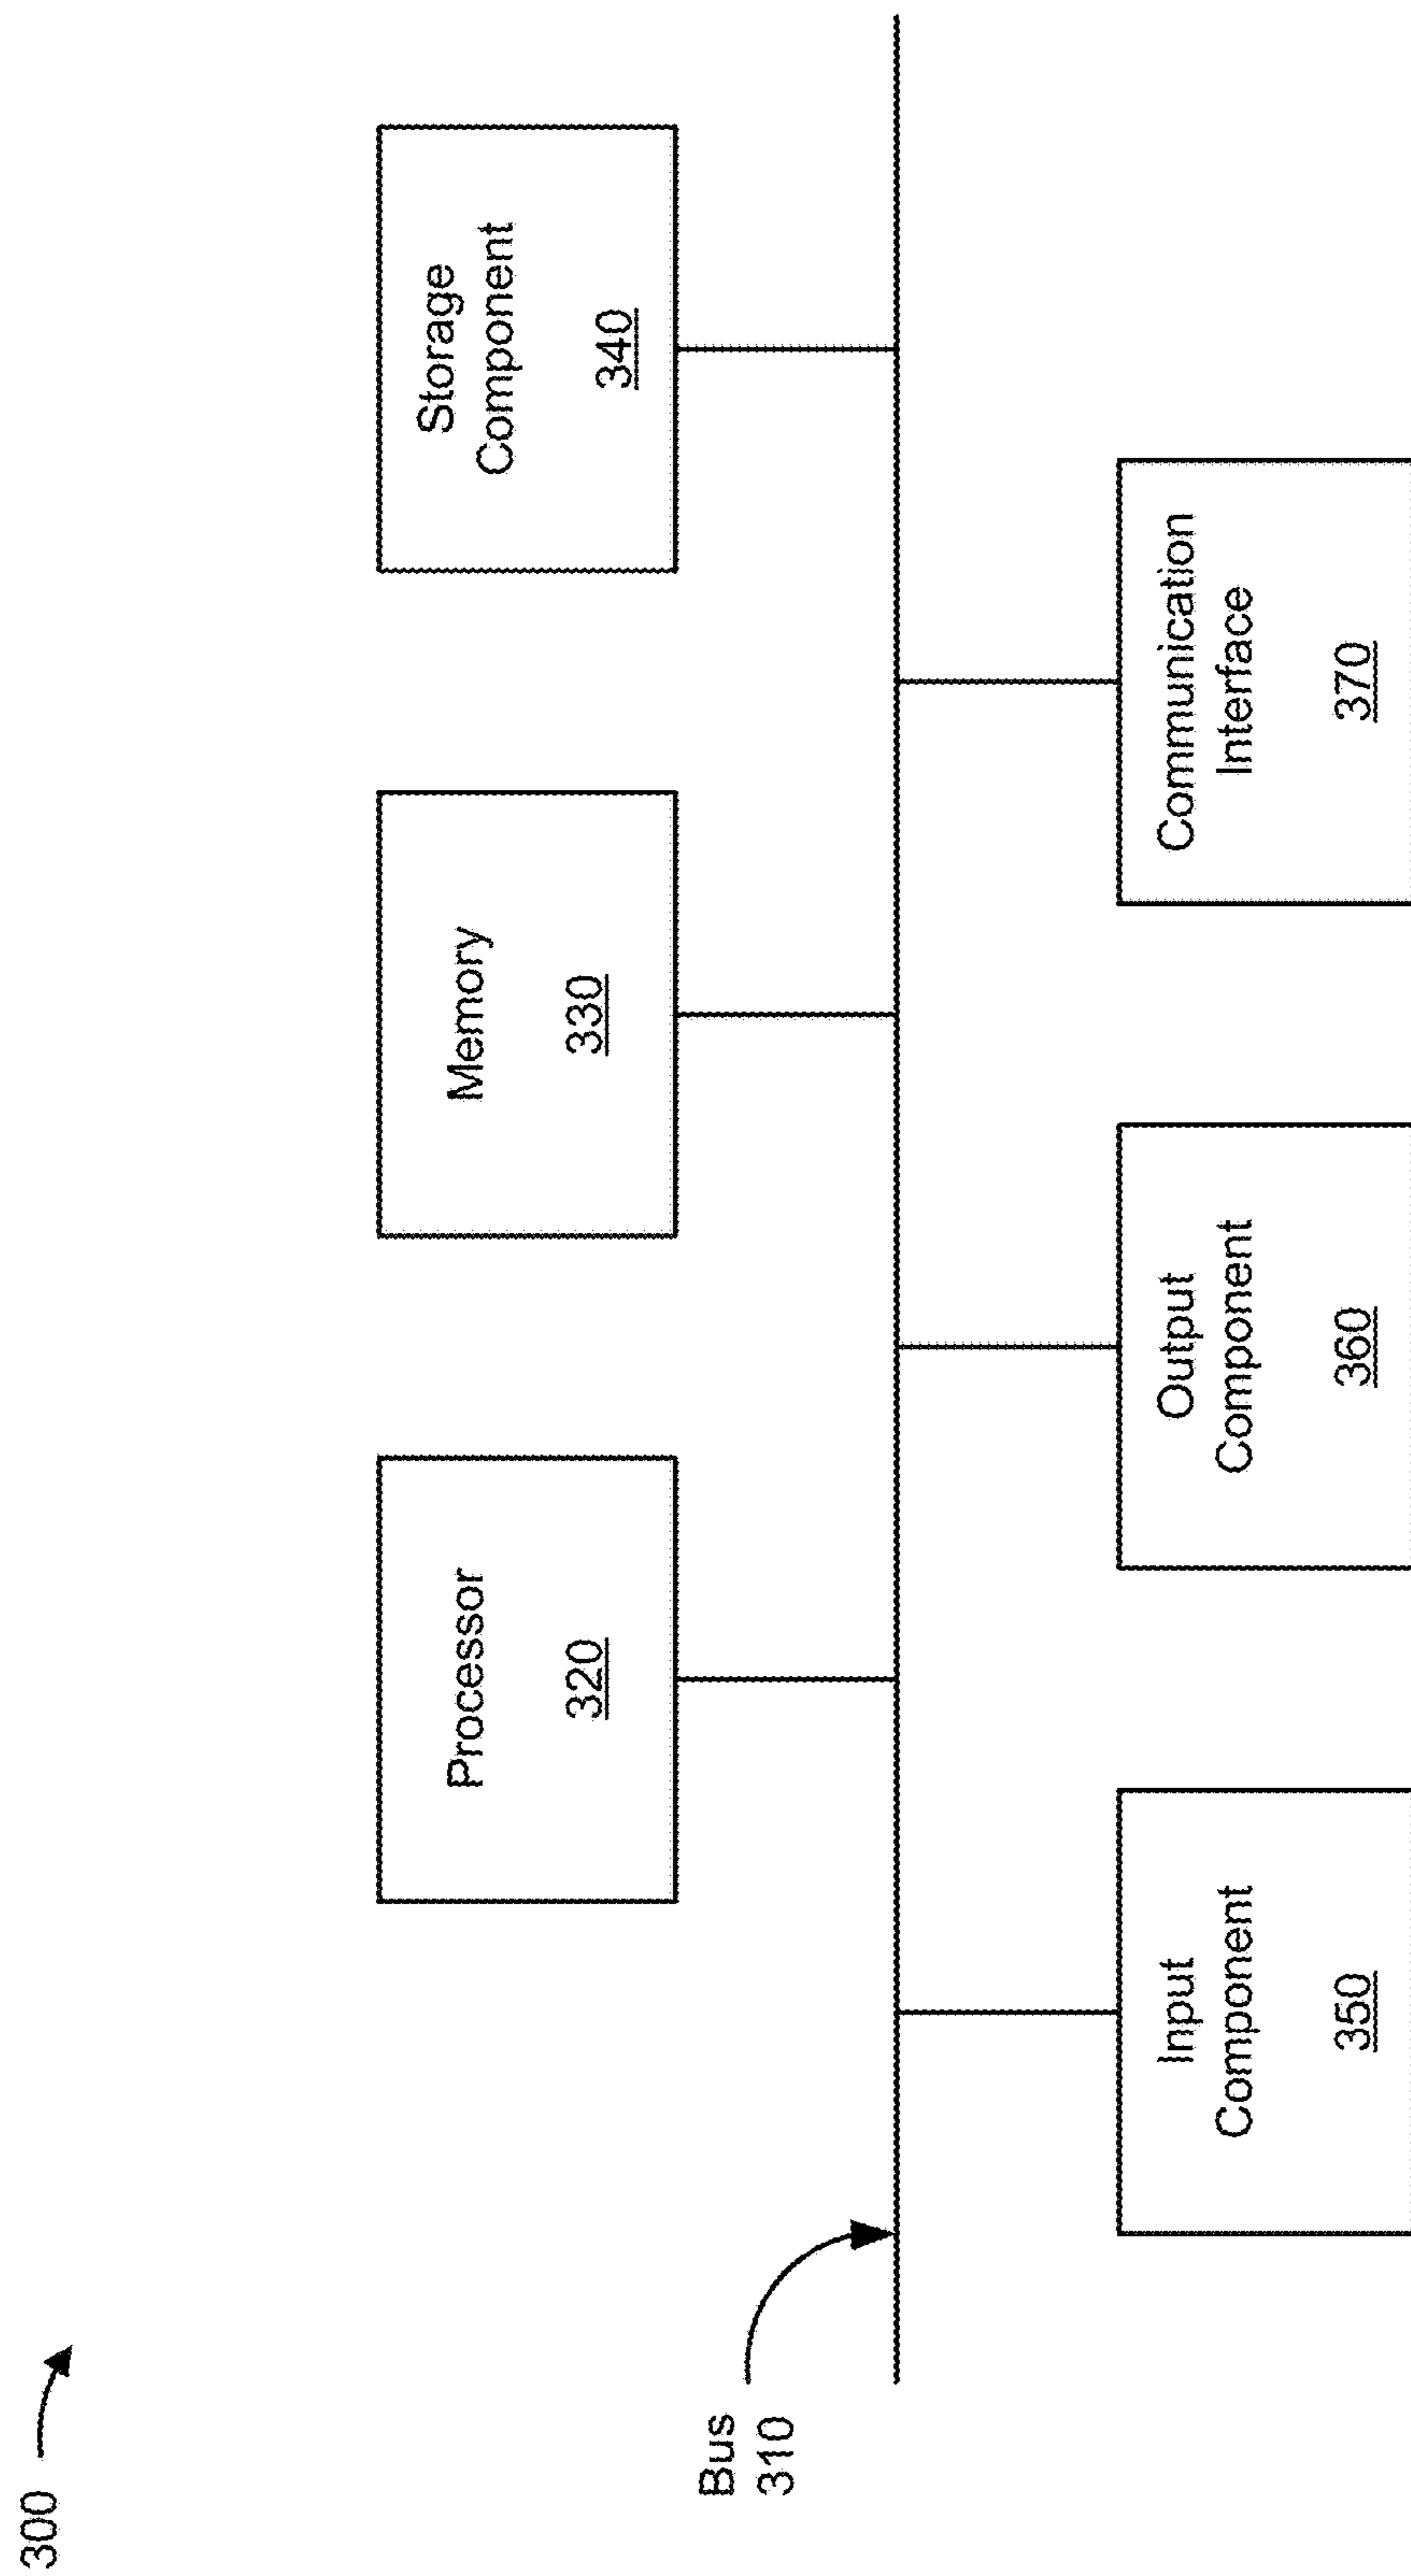 300
Processor
320
Memory
330
Storage
Component
340
Bus
310
Input
Component
350
Output
Component
360
Communication
Interface
370